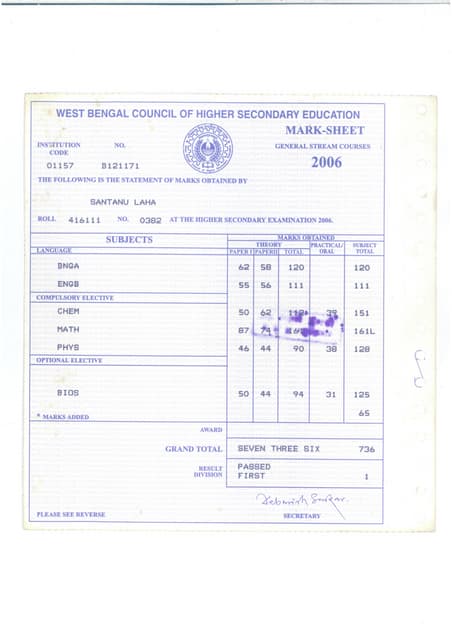 WEST BENGAL COUNCIL OF HIGHER SECONDARY EDUCATION
MARK-SHEET
INSTITUTION CODE NO. GENERAL STREAM COURSES
01157 B121171 2006
THE FOLLOWING IS THE STATEMENT OF MARKS OBTAINED BY
SANTANU LAHA
ROLL 416111 NO. 0382 AT THE HIGHER SECONDARY EXAMINATION 2006.
SUBJECTS MARKS OBTAINED
THEORY PRACTICAL/ORAL SUBJECT TOTAL
LANGUAGE PAPER I PAPER II TOTAL
BNGA 62 58 120 120
ENGB 55 56 111 111
COMPULSORY ELECTIVE
CHEM 50 62 112 39 151
MATH 87 74 161 161L
PHYS 46 44 90 38 128
OPTIONAL ELECTIVE
BIOS 50 44 94 31 125
* MARKS ADDED 65
AWARD
GRAND TOTAL SEVEN THREE SIX 736
RESULT PASSED
DIVISION FIRST 1
PLEASE SEE REVERSE SECRETARY